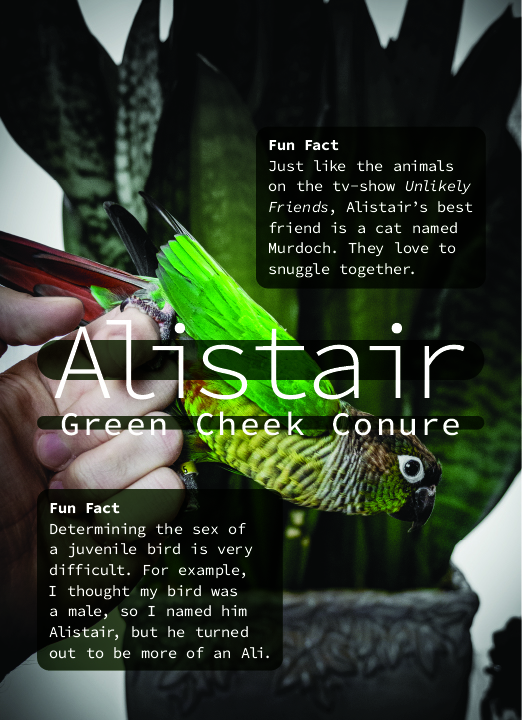 Fun Fact
Just like the animals
on the tv-show Unlikely
Friends, Alistair's best
friend is a cat named
Murdoch. They love to
snuggle together.
Alistair
Green Cheek Conure
Fun Fact
Determining the sex of
a juvenile bird is very
difficult. For example,
I thought my bird was
a male, so I named him
Alistair, but he turned
out to be more of an Ali.